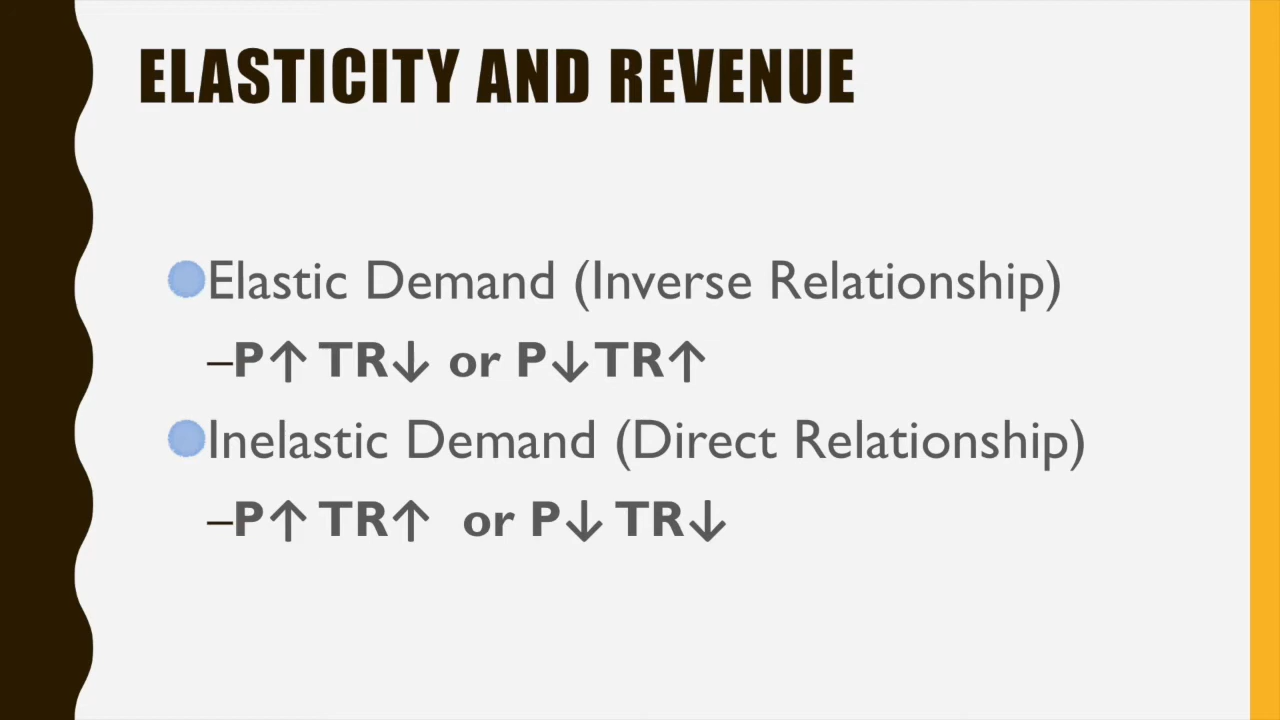 ELASTICITY AND REVENUE
Elastic Demand (Inverse Relationship)
–P↑ TR↓ or P↓TR↑
Inelastic Demand (Direct Relationship)
–P↑ TR↑ or P↓ TR↓